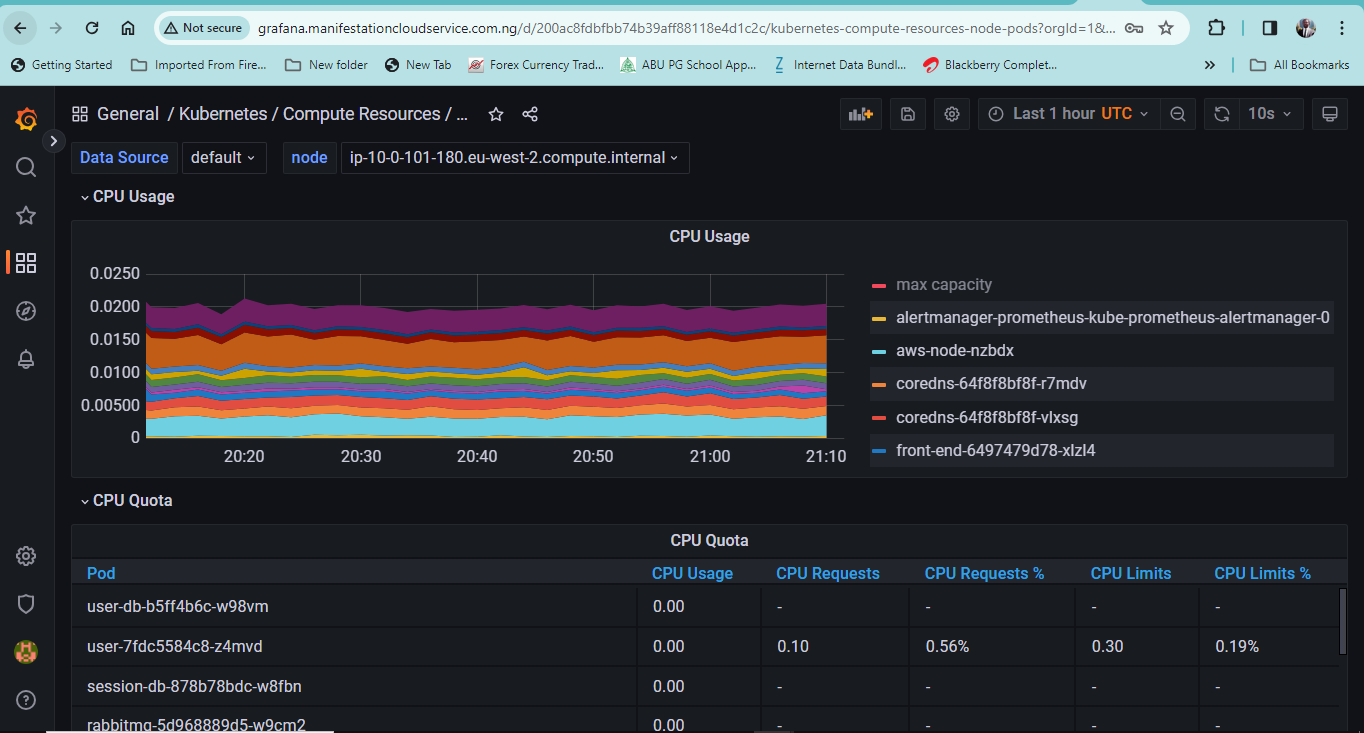 Not secure grafana.manifestationcloudservice.com.ng/d/200ac8fdbfbb74b39aff88118e4d1c2c/kubernetes-compute-resources-node-pods?orgId=1&...
Getting Started Imported From Fire... New folder New Tab Forex Currency Trad... ABU PG School App... Internet Data Bundl... Blackberry Complet... » All Bookmarks
General / Kubernetes / Compute Resources / ... Last 1 hour UTC 10s
Data Source default node ip-10-0-101-180.eu-west-2.compute.internal
CPU Usage
CPU Usage
0.0250
0.0200
0.0150
0.0100
0.00500
0
20:20 20:30 20:40 20:50 21:00 21:10
max capacity
alertmanager-prometheus-kube-prometheus-alertmanager-0
aws-node-nzbdx
coredns-64f8f8bf8f-r7mdv
coredns-64f8f8bf8f-vlxsg
front-end-6497479d78-xlzl4
CPU Quota
CPU Quota
Pod CPU Usage CPU Requests CPU Requests % CPU Limits CPU Limits %
user-db-b5ff4b6c-w98vm 0.00 - - - -
user-7fdc5584c8-z4mvd 0.00 0.10 0.56% 0.30 0.19%
session-db-878b78bdc-w8fbn 0.00 - - - -
rabbitmq-5d968889d5-w9cm2 0.00 - - - -